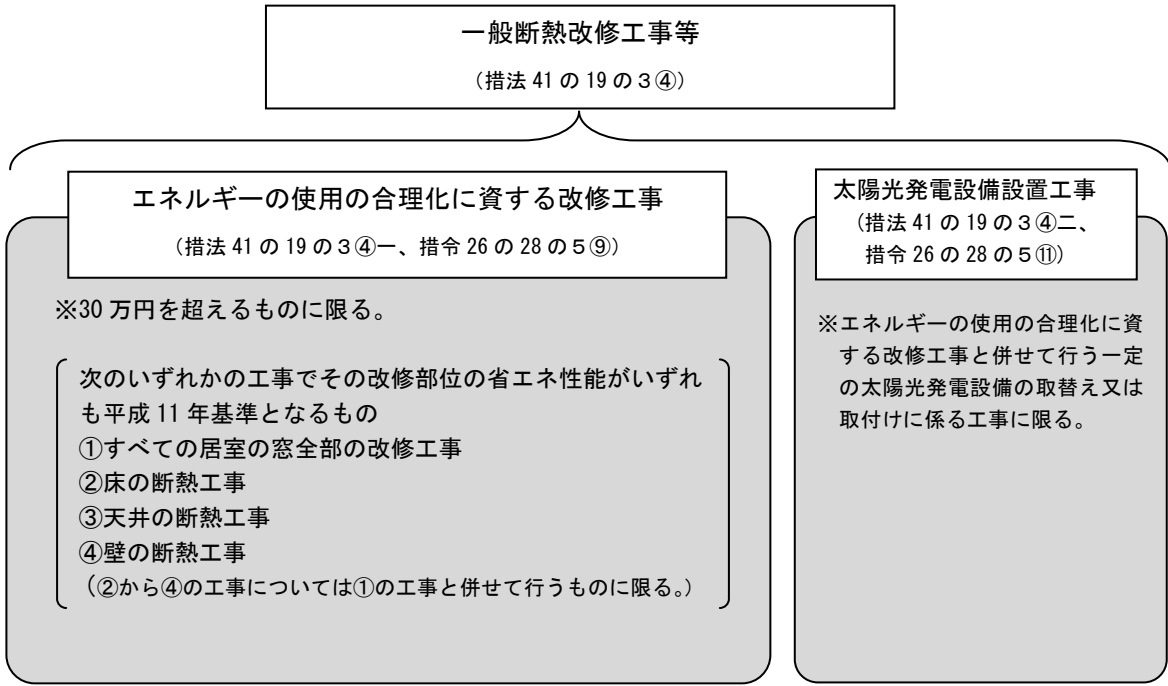 一般断熱改修工事等
（措法 41 の 19 の３④）
エネルギーの使用の合理化に資する改修工事
（措法 41 の 19 の３④一、措令 26 の 28 の５⑨）
※30 万円を超えるものに限る。
次のいずれかの工事でその改修部位の省エネ性能がいずれ
も平成 11 年基準となるもの
①すべての居室の窓全部の改修工事
②床の断熱工事
③天井の断熱工事
④壁の断熱工事
（②から④の工事については①の工事と併せて行うものに限る。）
太陽光発電設備設置工事
（措法 41 の 19 の３④二、
措令 26 の 28 の５⑪）
※エネルギーの使用の合理化に資
する改修工事と併せて行う一定
の太陽光発電設備の取替え又は
取付けに係る工事に限る。